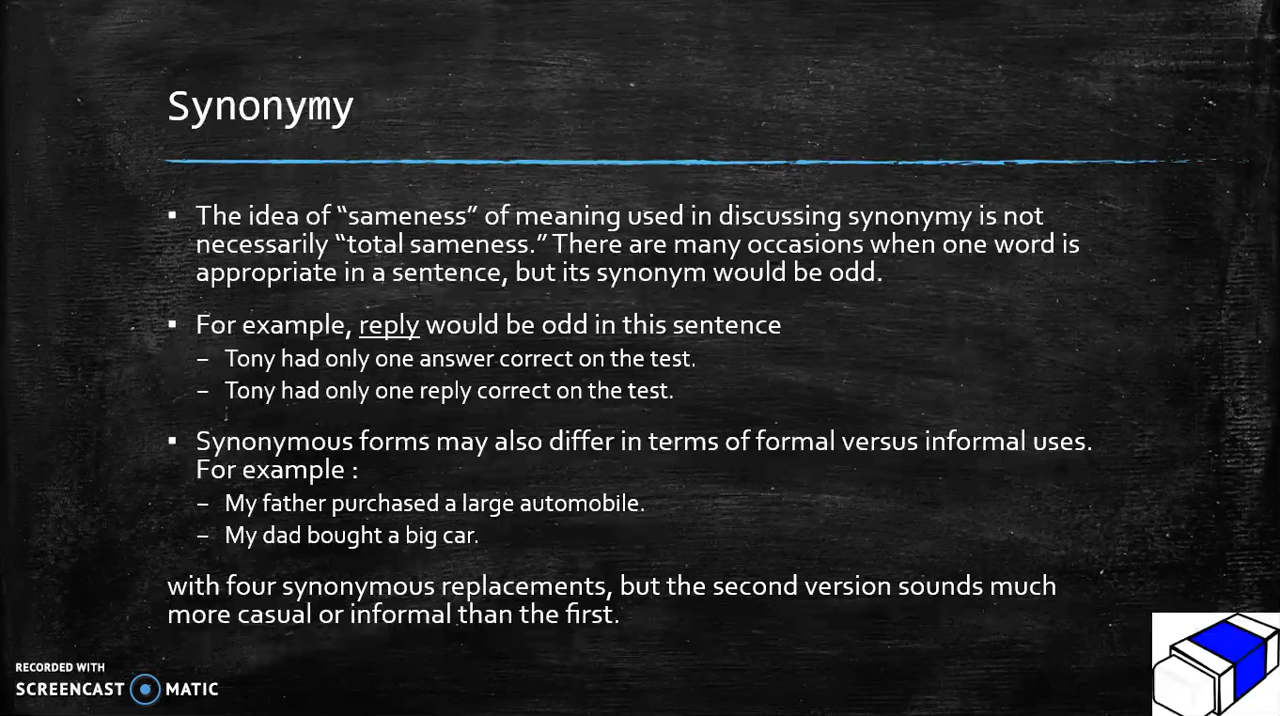 Synonymy
▪ The idea of “sameness” of meaning used in discussing synonymy is not
necessarily “total sameness.” There are many occasions when one word is
appropriate in a sentence, but its synonym would be odd.
▪ For example, reply would be odd in this sentence
– Tony had only one answer correct on the test.
– Tony had only one reply correct on the test.
▪ Synonymous forms may also differ in terms of formal versus informal uses.
For example :
– My father purchased a large automobile.
– My dad bought a big car.
with four synonymous replacements, but the second version sounds much
more casual or informal than the first.
RECORDED WITH
SCREENCAST MATIC